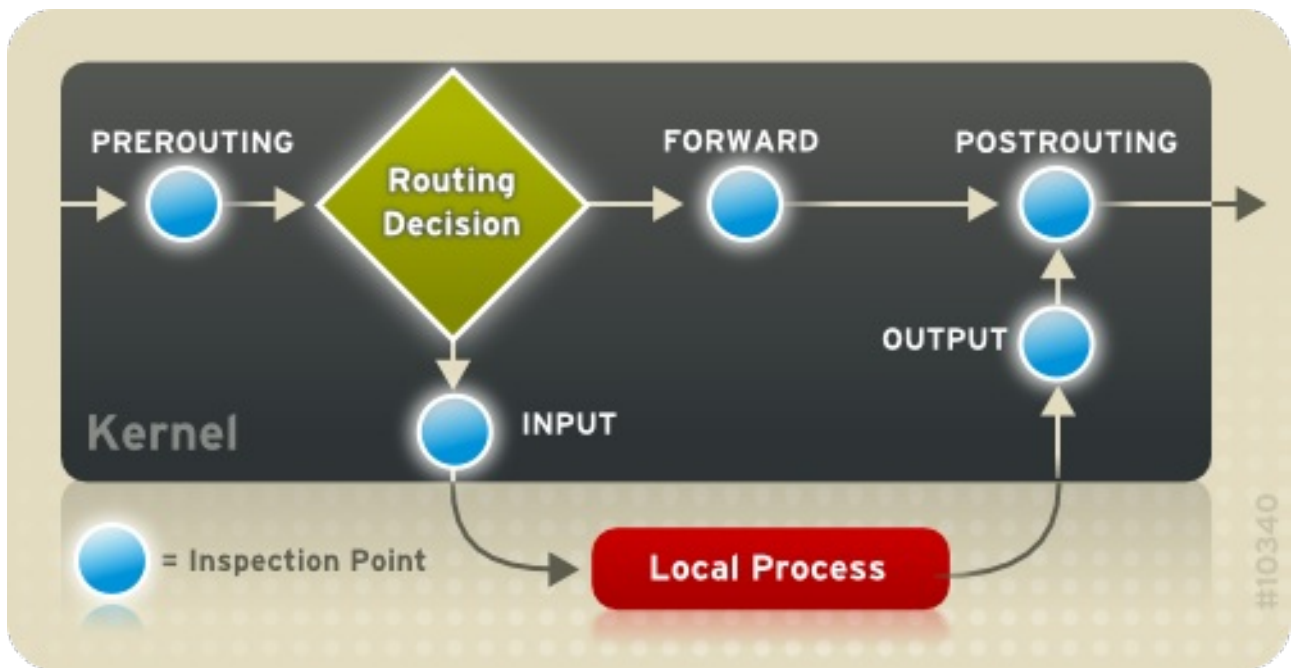 PREROUTING
Routing
Decision
FORWARD
POSTROUTING
OUTPUT
INPUT
Kernel
= Inspection Point
Local Process
#10340